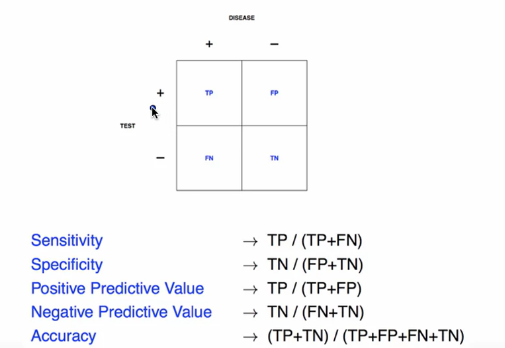 DISEASE
+ −
+ TP FP
TEST
− FN TN
Sensitivity → TP / (TP+FN)
Specificity → TN / (FP+TN)
Positive Predictive Value → TP / (TP+FP)
Negative Predictive Value → TN / (FN+TN)
Accuracy → (TP+TN) / (TP+FP+FN+TN)